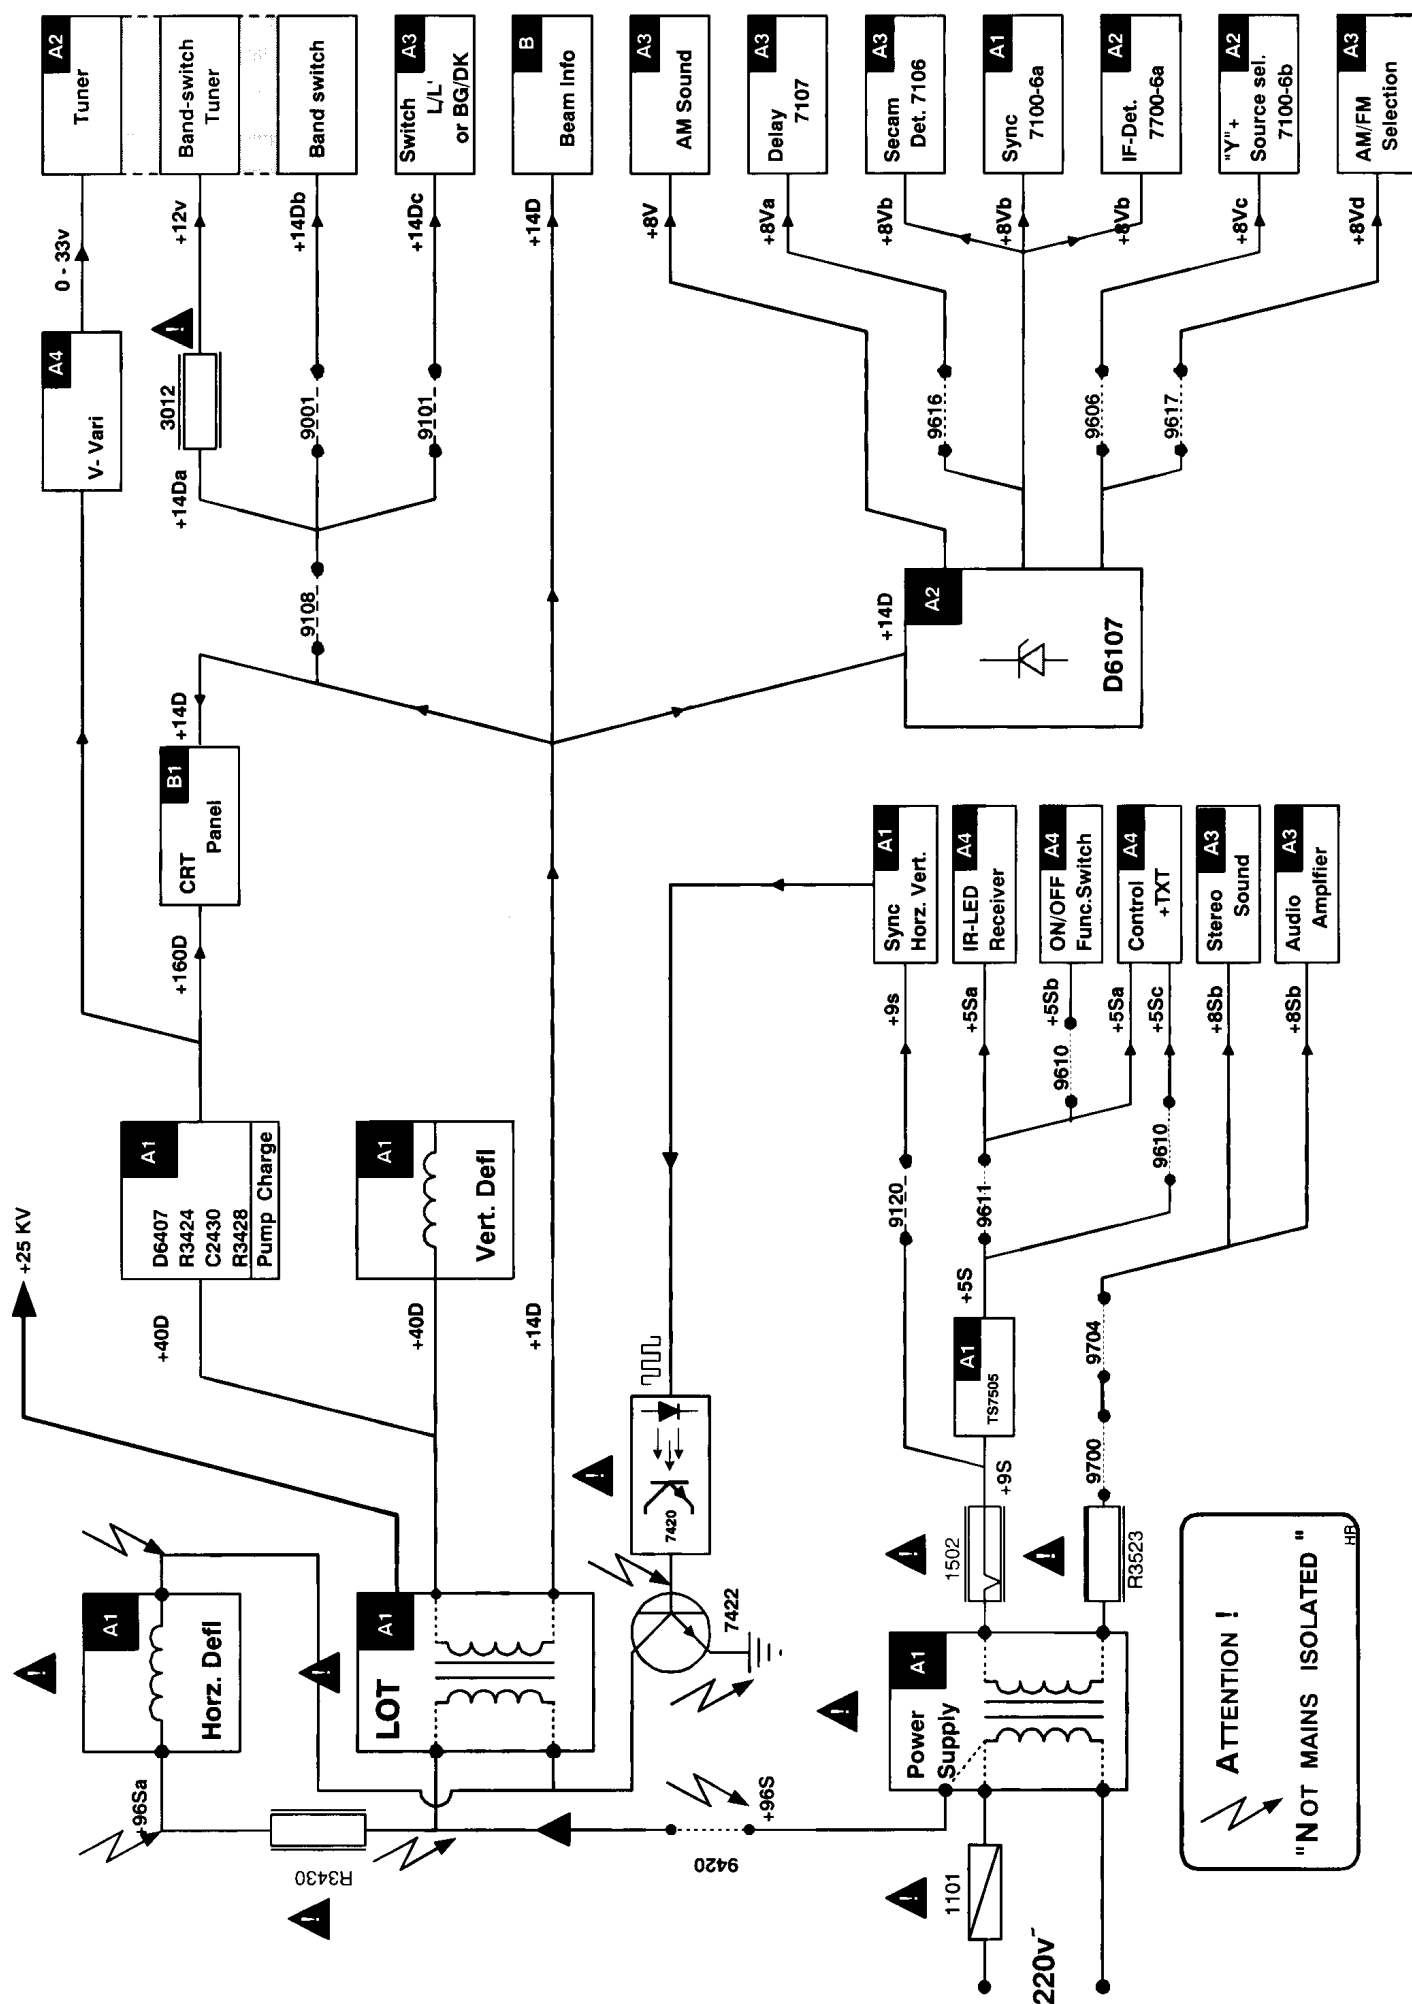 A2
Tuner
Band-switch
Tuner
Band switch
A3
Switch
L/L'
or BG/DK
B
Beam Info
A3
AM Sound
A3
Delay
7107
A3
Secam
Det. 7106
A1
Sync
7100-6a
A2
IF-Det.
7700-6a
A2
"Y"+
Source sel.
7100-6b
A3
AM/FM
Selection
0 - 33v
+12v
+14Db
+14Dc
+14D
+8V
+8Va
+8Vb
+8Vb
+8Vb
+8Vc
+8Vd
A4
V- Vari
!
3012
+14Da
9001
9101
9616
9606
9617
9108
+14D
A2
D6107
+14D
B1
CRT
Panel
+160D
A1
D6407
R3424
C2430
R3428
Pump Charge
A1
Vert. Defl
+25 KV
+40D
+40D
+14D
A1
Sync
Horz. Vert.
A4
IR-LED
Receiver
A4
ON/OFF
Func.Switch
A4
Control
+TXT
A3
Stereo
Sound
A3
Audio
Amplfier
+9s
+5Sa
+5Sb
+5Sa
+5Sc
+8Sb
+8Sb
9610
9120
9611
9610
+5S
A1
TS7505
9704
9700
+9S
!
7420
7422
!
1502
!
R3523
A1
Horz. Defl
!
A1
LOT
!
A1
Power
Supply
!
+96Sa
R3430
!
9420
+96S
!
1101
220v~
ATTENTION !
"NOT MAINS ISOLATED "
HR